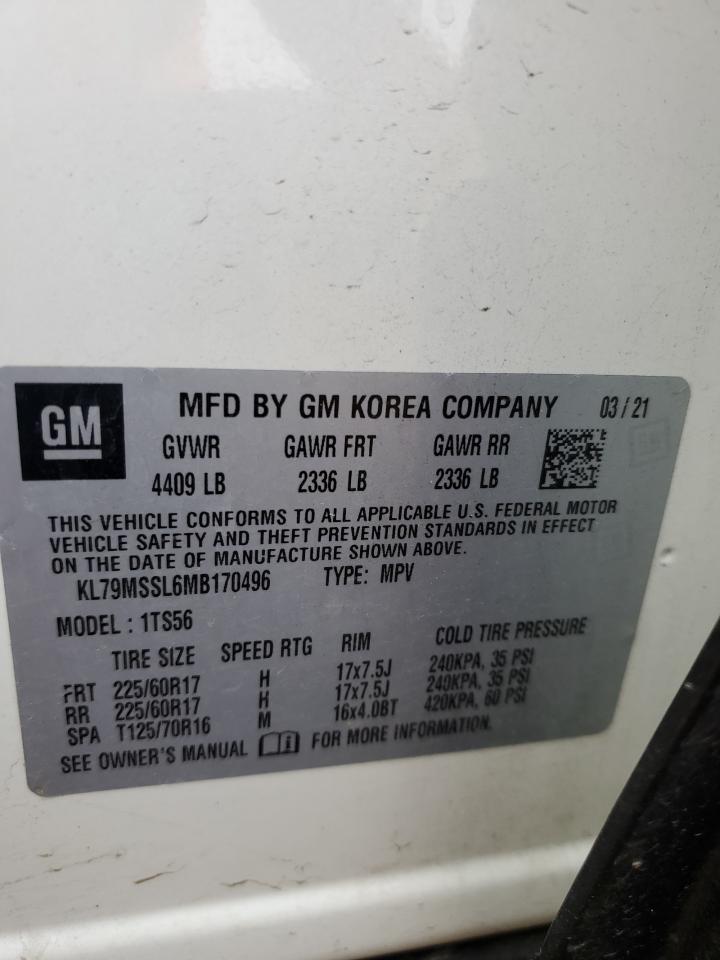 GM MFD BY GM KOREA COMPANY 03/21
GVWR GAWR FRT GAWR RR
4409 LB 2336 LB 2336 LB
THIS VEHICLE CONFORMS TO ALL APPLICABLE U.S. FEDERAL MOTOR
VEHICLE SAFETY AND THEFT PREVENTION STANDARDS IN EFFECT
ON THE DATE OF MANUFACTURE SHOWN ABOVE.
KL79MSSL6MB170496 TYPE: MPV
MODEL : 1TS56
TIRE SIZE SPEED RTG RIM COLD TIRE PRESSURE
FRT 225/60R17 H 17x7.5J 240KPA, 35 PSI
RR 225/60R17 H 17x7.5J 240KPA, 35 PSI
SPA T125/70R16 M 16x4.0BT 420KPA, 60 PSI
SEE OWNER'S MANUAL FOR MORE INFORMATION.